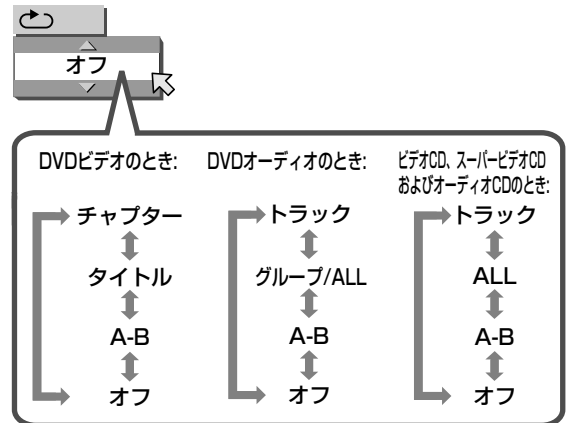 オフ
DVDビデオのとき:
チャプター
タイトル
A-B
オフ
DVDオーディオのとき:
トラック
グループ/ALL
A-B
オフ
ビデオCD、スーパービデオCD
およびオーディオCDのとき:
トラック
ALL
A-B
オフ